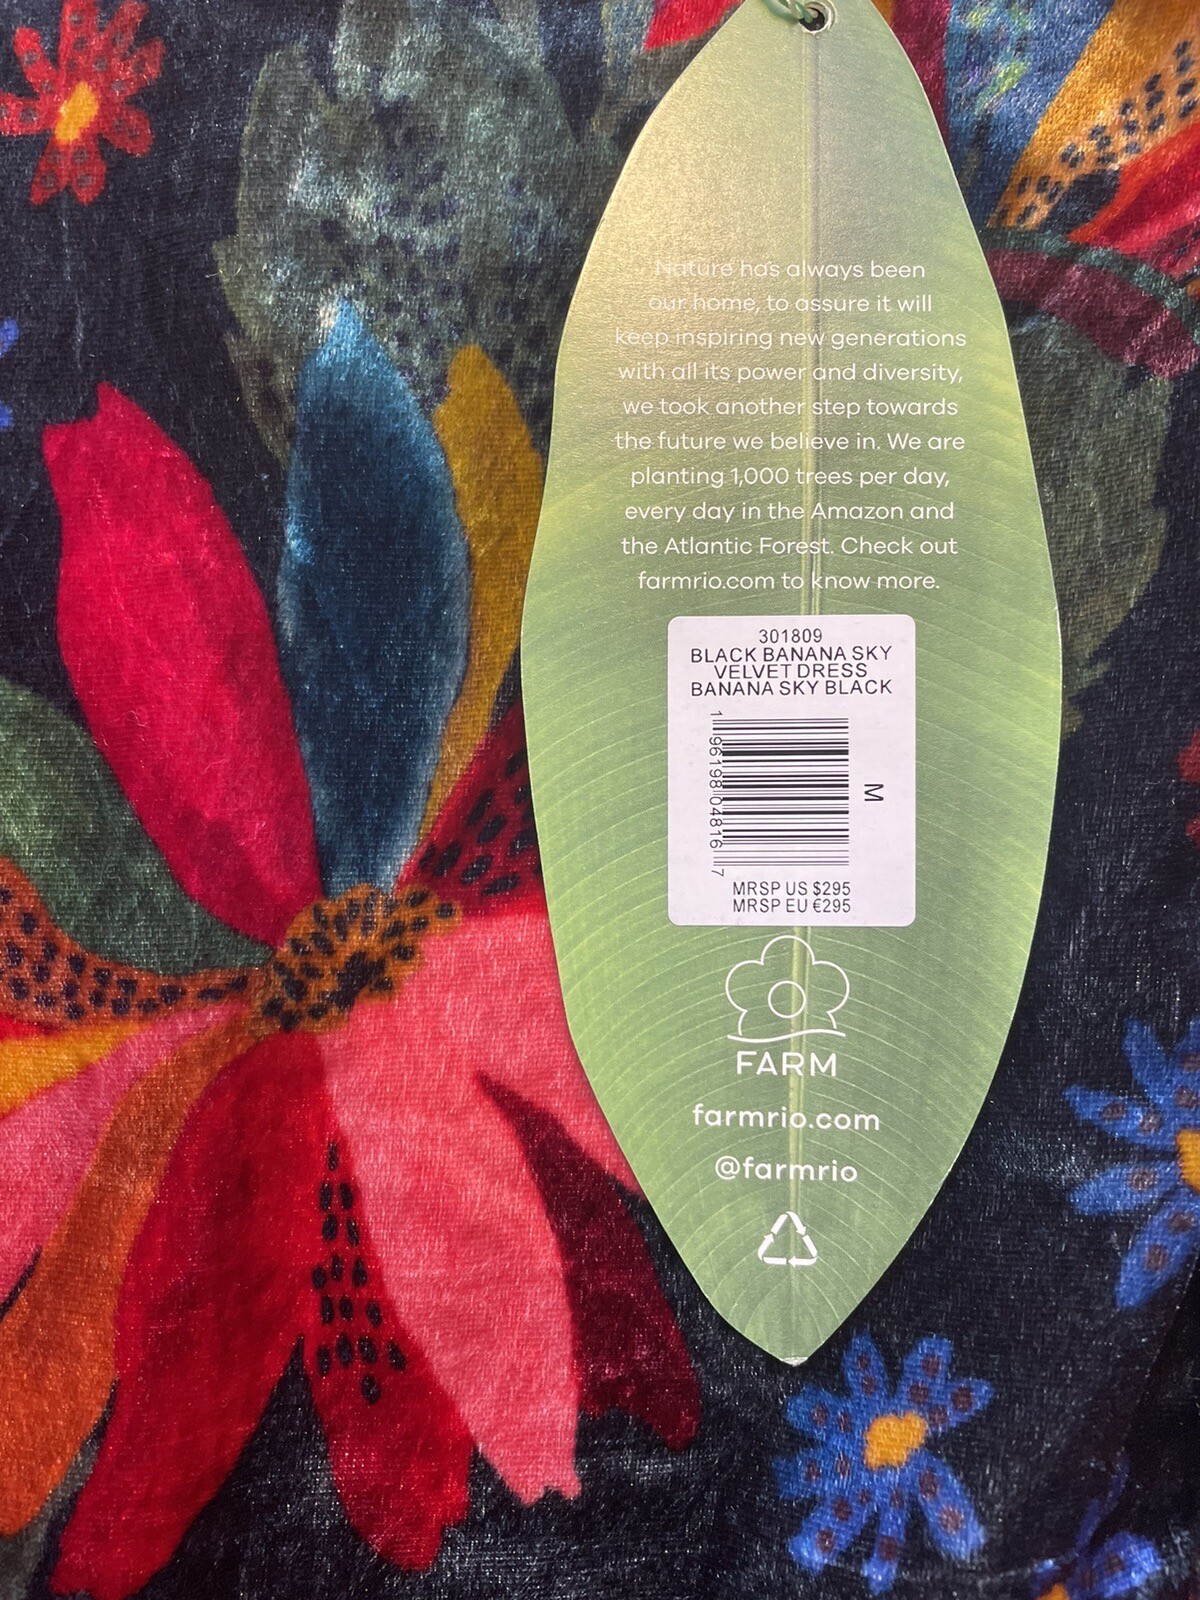 Nature has always been
our home, to assure it will
keep inspiring new generations
with all its power and diversity,
we took another step towards
the future we believe in. We are
planting 1,000 trees per day,
every day in the Amazon and
the Atlantic Forest. Check out
farmrio.com to know more.
301809
BLACK BANANA SKY
VELVET DRESS
BANANA SKY BLACK
1 96198 04816 7
M
MRSP US $295
MRSP EU €295
FARM
farmrio.com
@farmrio